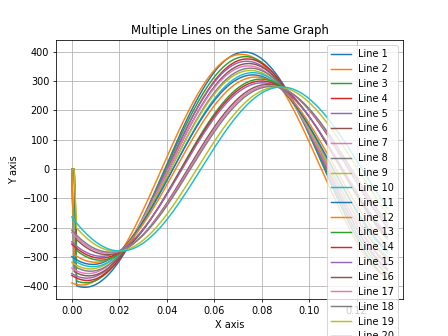 Multiple Lines on the Same Graph
400
300
200
100
0
−100
−200
−300
−400
Y axis
0.00
0.02
0.04
0.06
0.08
0.10
X axis
Line 1
Line 2
Line 3
Line 4
Line 5
Line 6
Line 7
Line 8
Line 9
Line 10
Line 11
Line 12
Line 13
Line 14
Line 15
Line 16
Line 17
Line 18
Line 19
Line 20